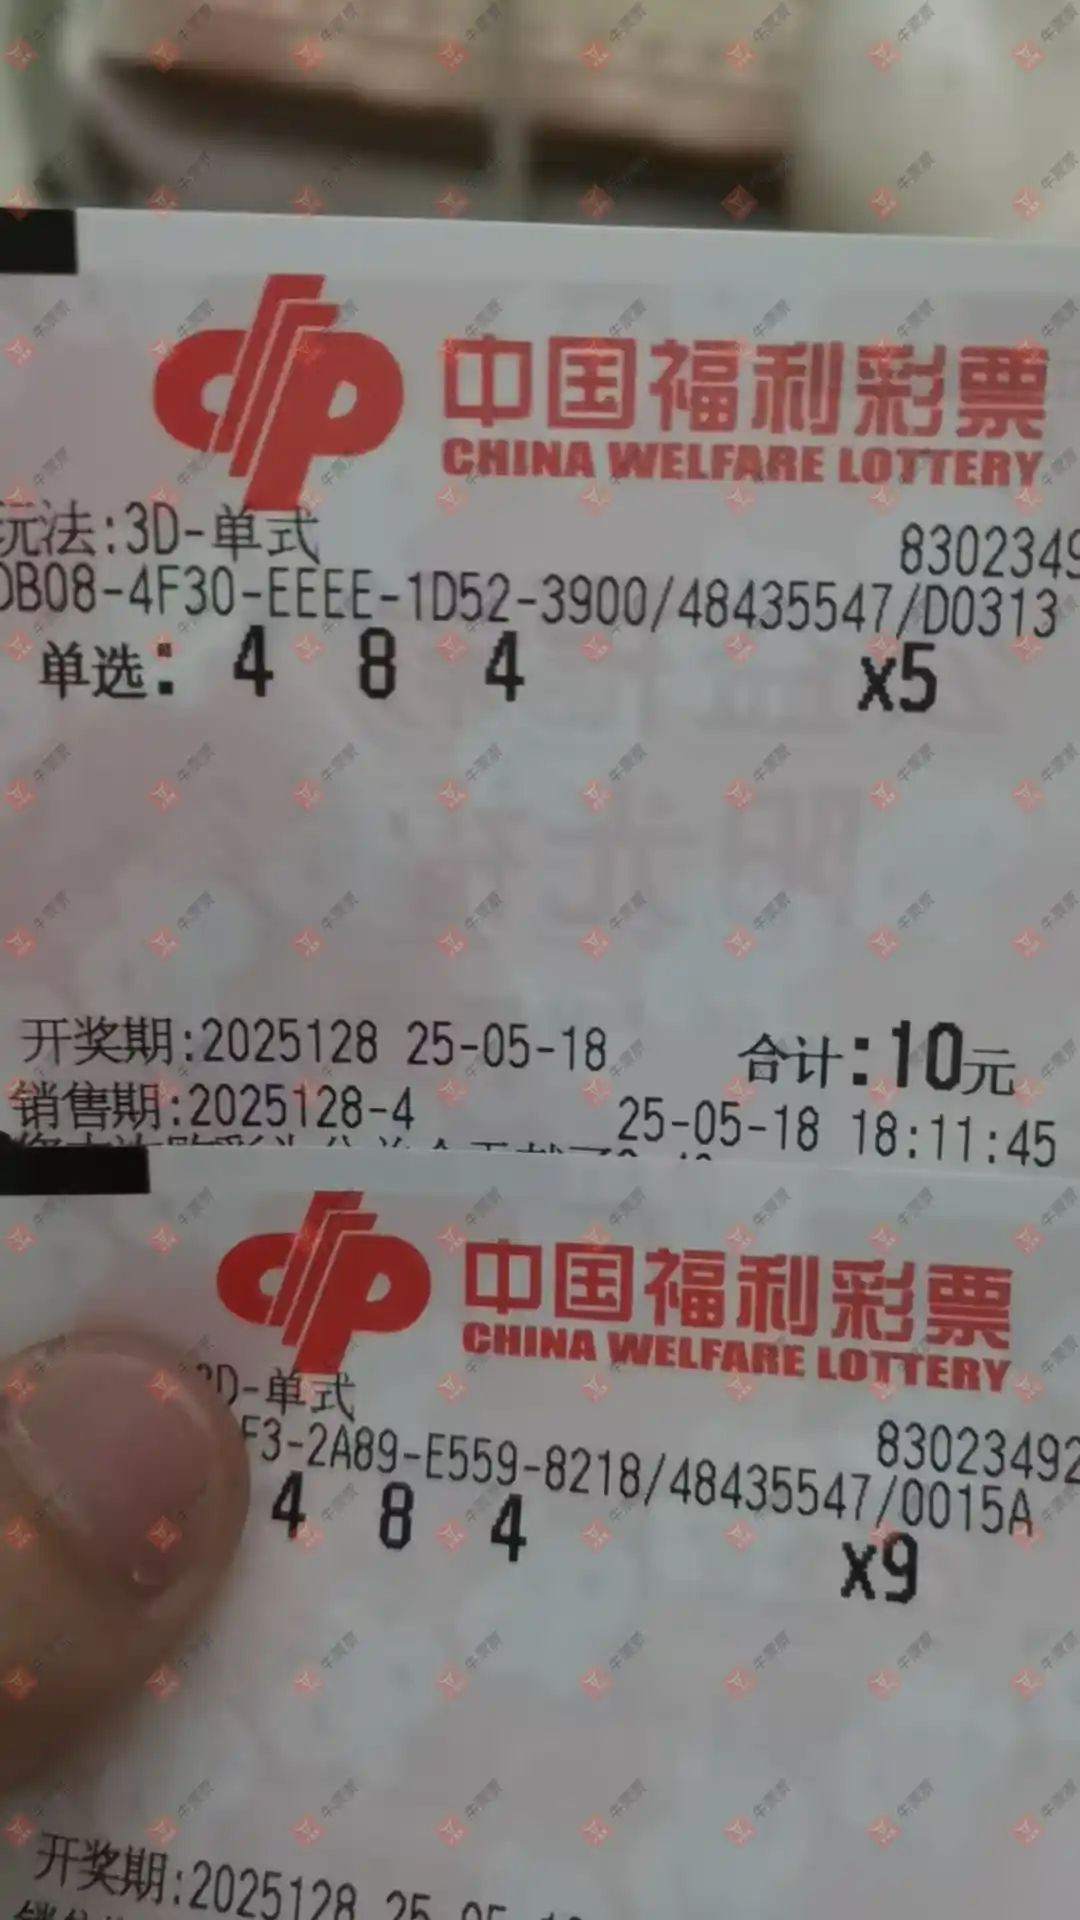 中国福利彩票
CHINA WELFARE LOTTERY
玩法:3D-单式
8302349
DB08-4F30-EEEE-1D52-3900/48435547/D0313
单选: 4 8 4 x5
开奖期:2025128 25-05-18
合计:10元
销售期:2025128-4
25-05-18 18:11:45
中国福利彩票
CHINA WELFARE LOTTERY
3D-单式
83023492
F3-2A89-E559-8218/48435547/0015A
4 8 4 x9
开奖期:2025128 25-05-18